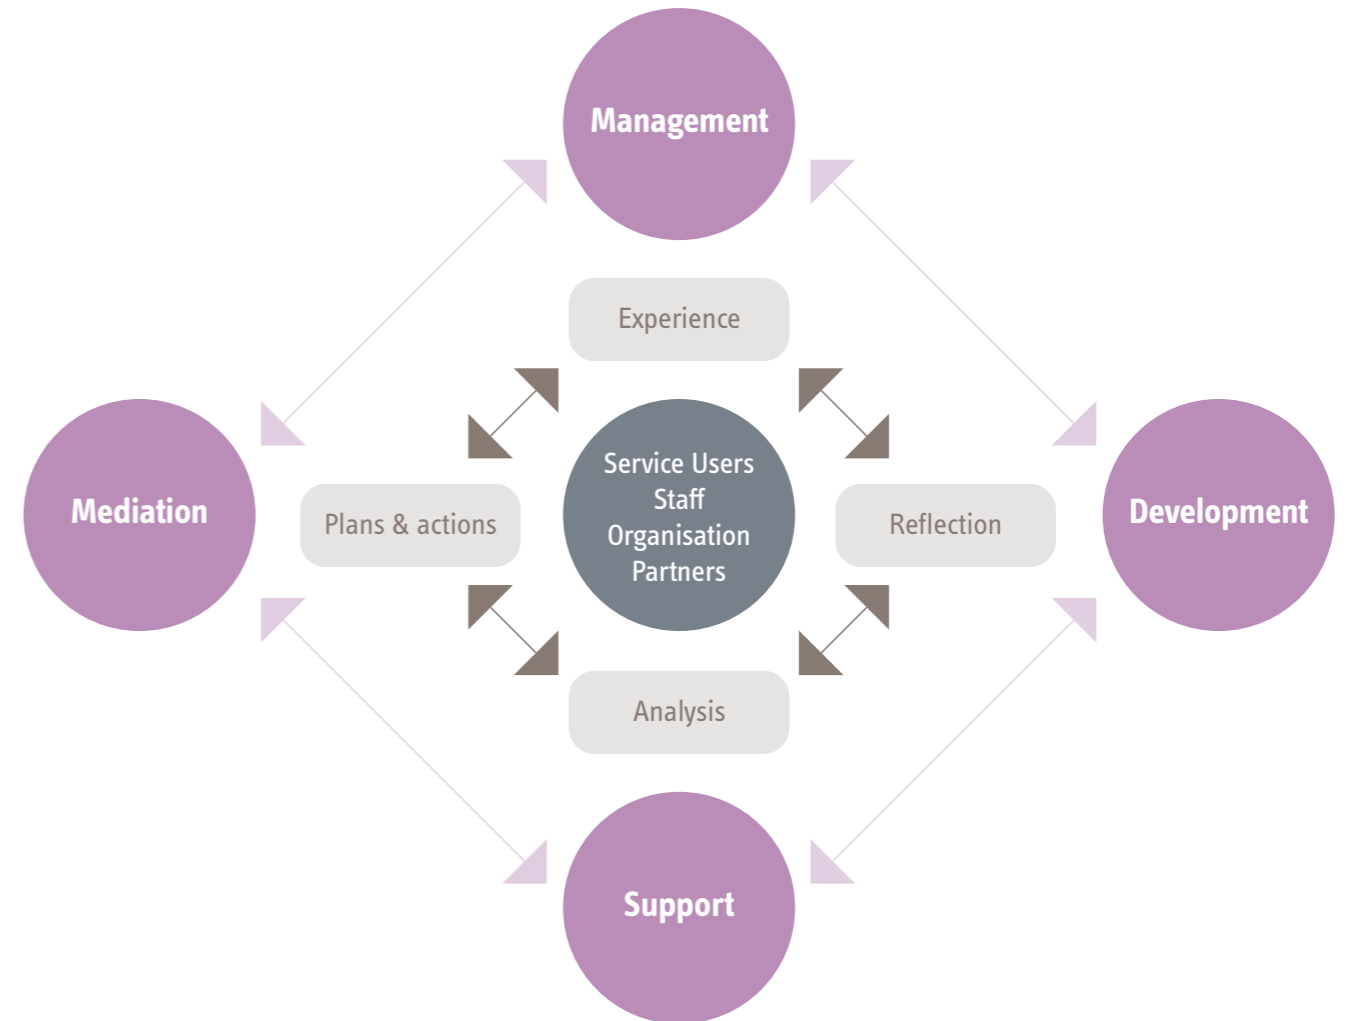 Management
Experience
Service Users
Staff
Organisation
Partners
Mediation
Plans & actions
Reflection
Development
Analysis
Support